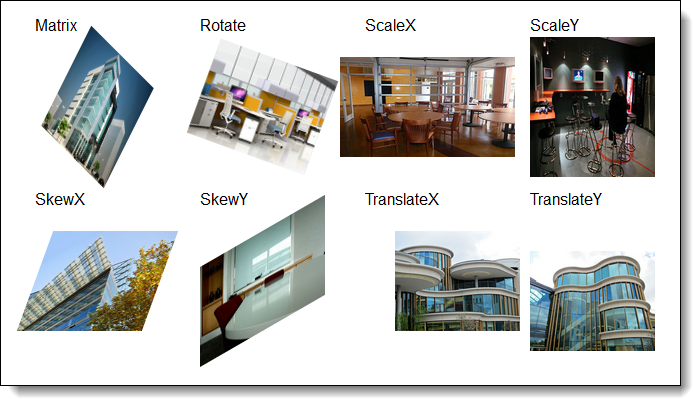 Matrix
Rotate
ScaleX
ScaleY
SkewX
SkewY
TranslateX
TranslateY